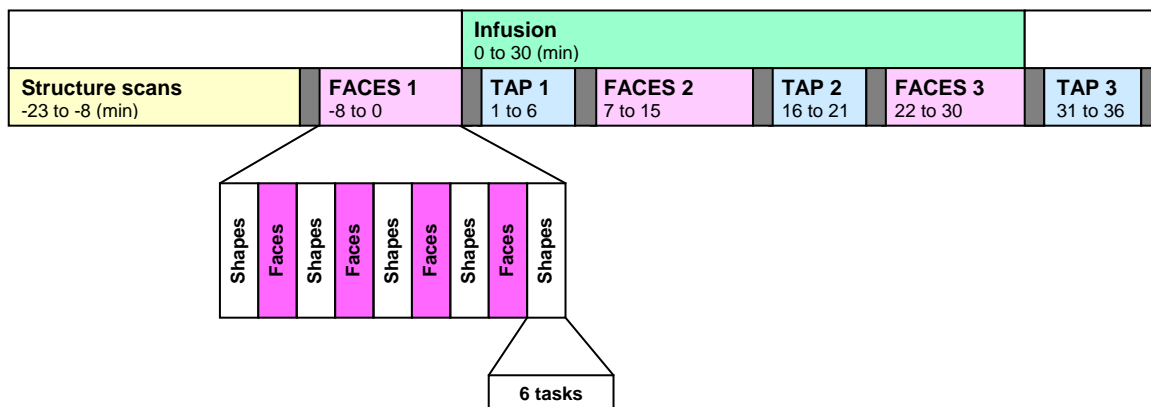 Infusion
0 to 30 (min)
Structure scans
-23 to -8 (min)
FACES 1
-8 to 0
TAP 1
1 to 6
FACES 2
7 to 15
TAP 2
16 to 21
FACES 3
22 to 30
TAP 3
31 to 36
Shapes
Faces
Shapes
Faces
Shapes
Faces
Shapes
Faces
Shapes
6 tasks